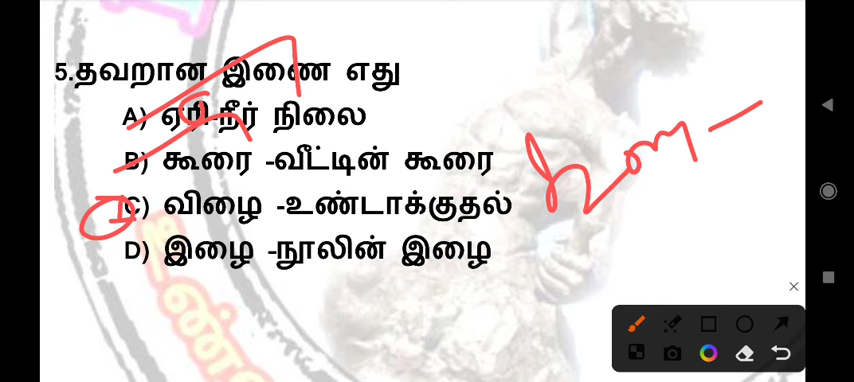 5.தவறான இணை எது
A) ஏரி-நீர் நிலை
B) கூரை -வீட்டின் கூரை
C) விழை -உண்டாக்குதல்
D) இழை -நூலின் இழை